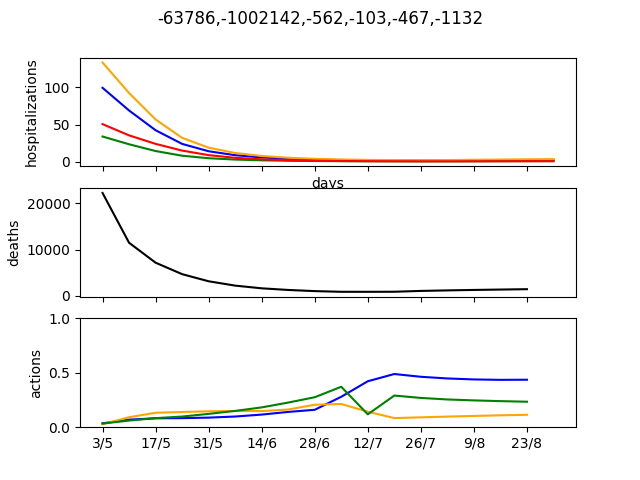 -63786,-1002142,-562,-103,-467,-1132
100
50
0
hospitalizations
days
20000
10000
0
deaths
1.0
0.5
0.0
actions
3/5 17/5 31/5 14/6 28/6 12/7 26/7 9/8 23/8